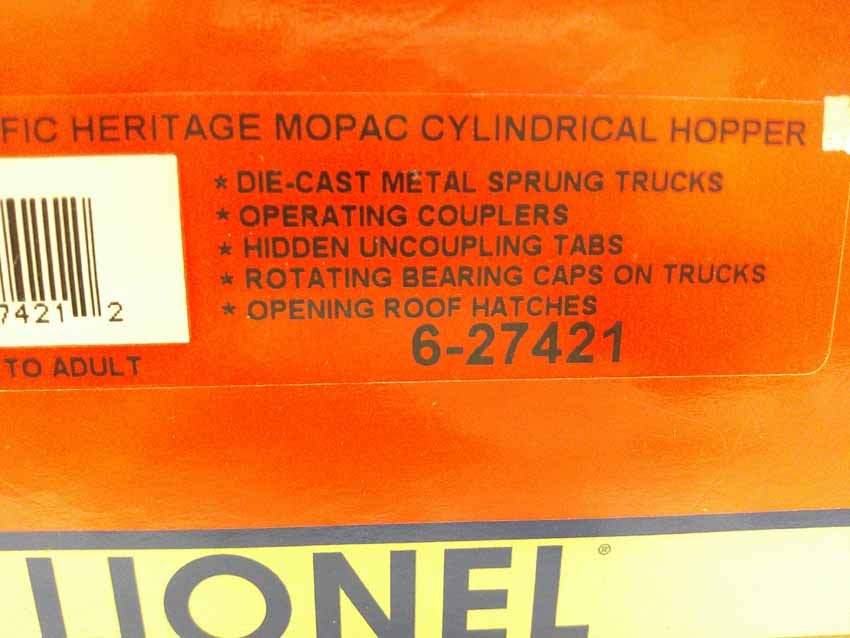 FIC HERITAGE MOPAC CYLINDRICAL HOPPER
* DIE-CAST METAL SPRUNG TRUCKS
* OPERATING COUPLERS
* HIDDEN UNCOUPLING TABS
* ROTATING BEARING CAPS ON TRUCKS
* OPENING ROOF HATCHES
7421 2
6-27421
TO ADULT
LIONEL®